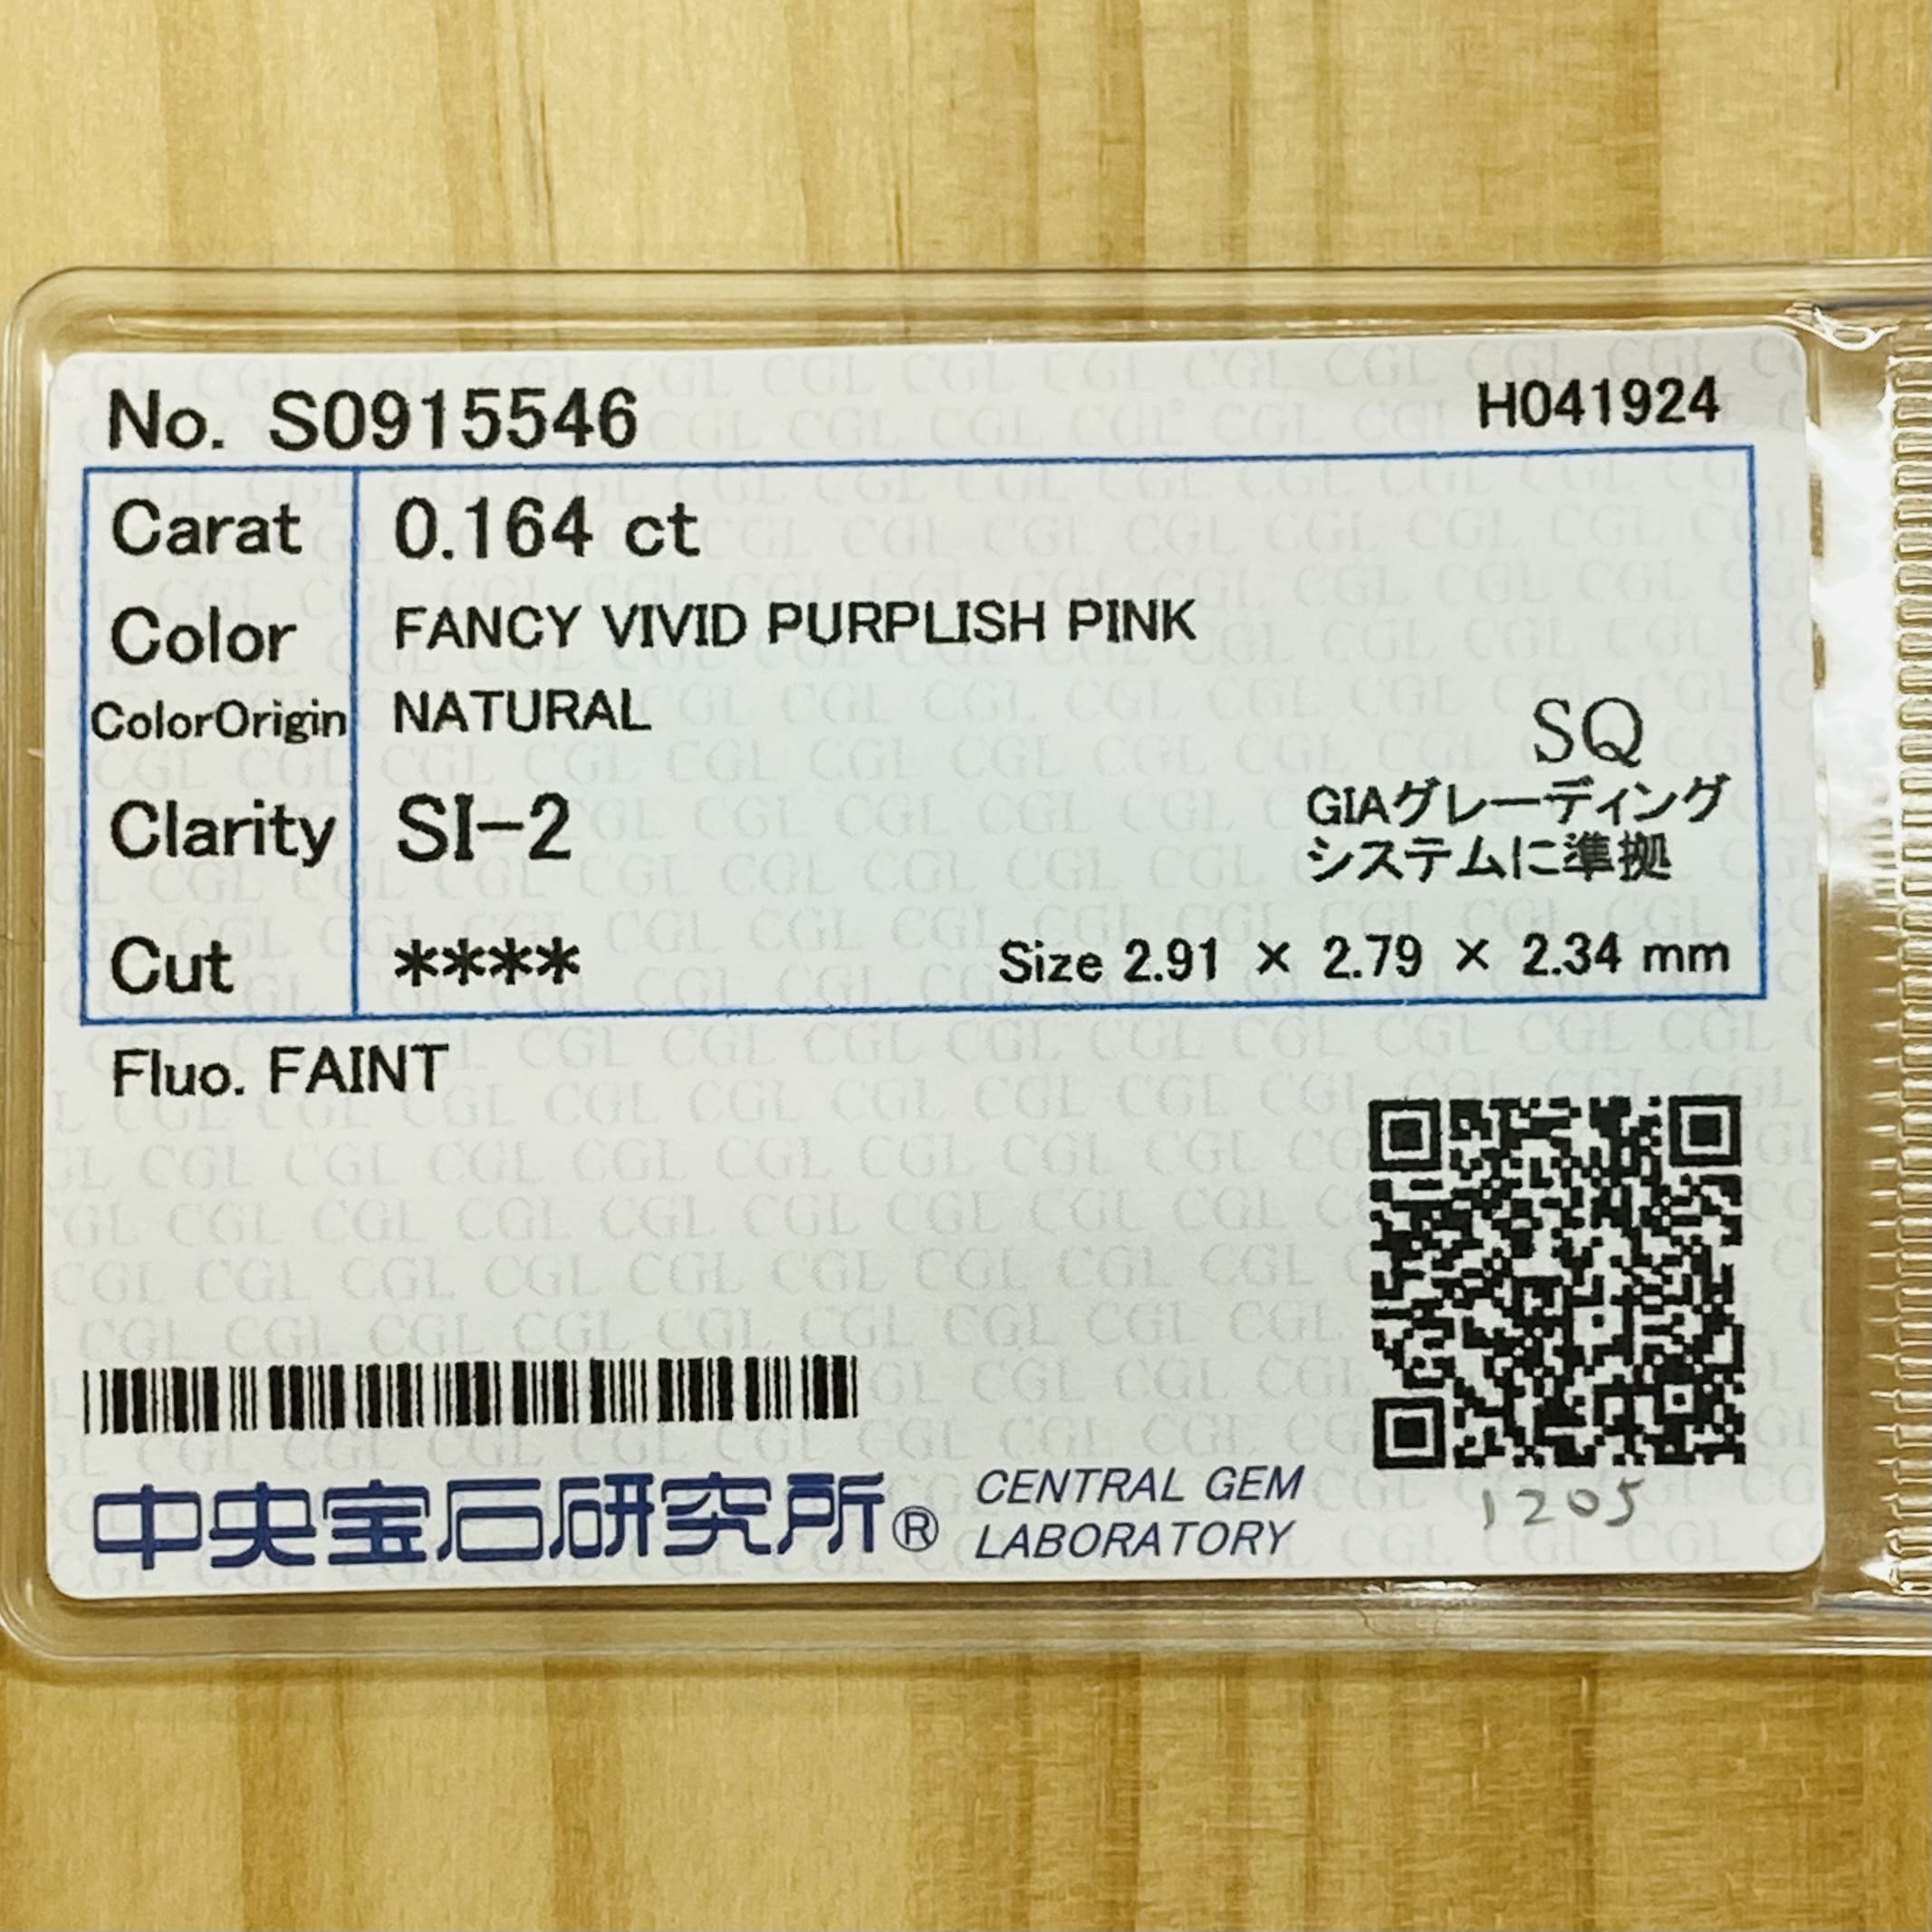 No. S0915546 H041924
Carat 0.164 ct
Color FANCY VIVID PURPLISH PINK
ColorOrigin NATURAL
SQ
Clarity SI-2
GIAグレーディング
システムに準拠
Cut **** Size 2.91 × 2.79 × 2.34 mm
Fluo. FAINT
中央宝石研究所® CENTRAL GEM
LABORATORY
1205